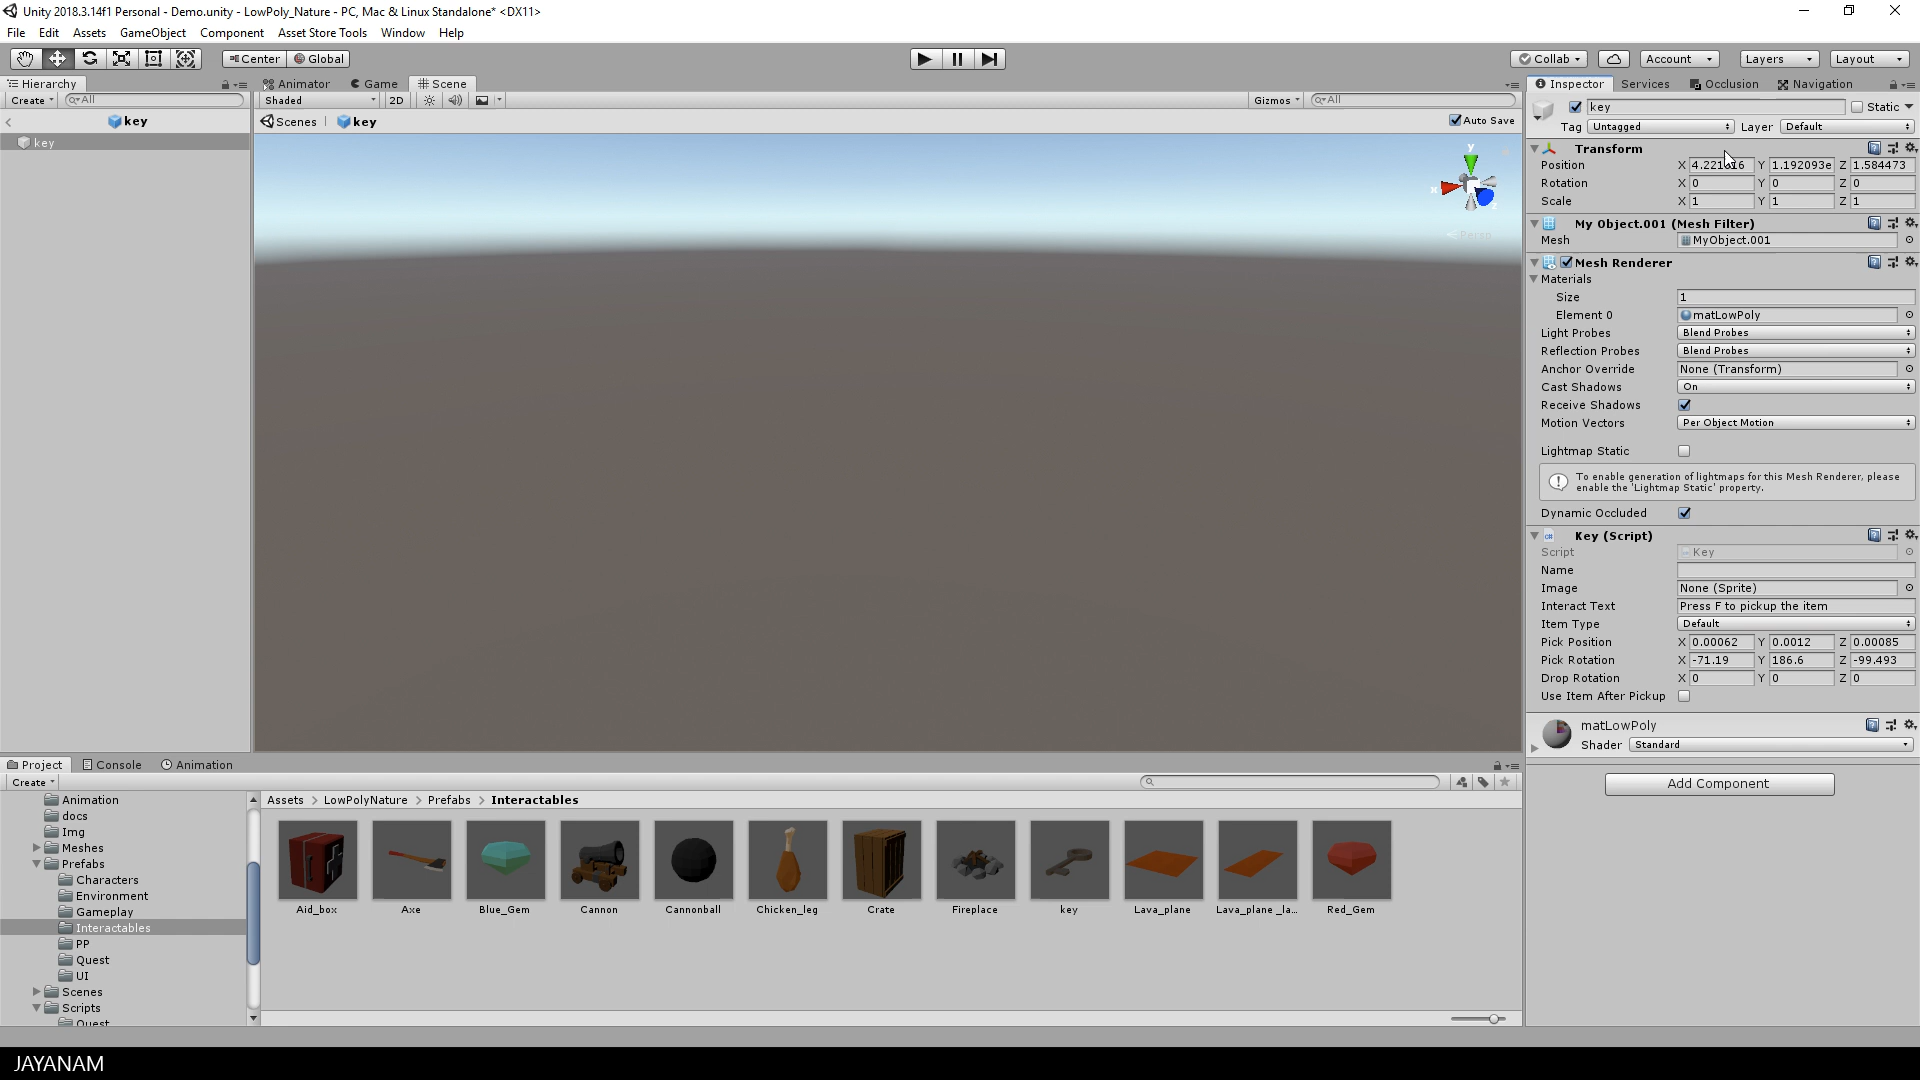 Unity 2018.3.14f1 Personal - Demo.unity - LowPoly_Nature - PC, Mac & Linux Standalone* <DX11>
File Edit Assets GameObject Component Asset Store Tools Window Help
Center Global Collab Account Layers Layout
Hierarchy Animator Game Scene Inspector Services Occlusion Navigation
Create All Shaded 2D Gizmos All
key Static
Tag Untagged Layer Default
key Scenes key Auto Save
key
y
x
Persp
Transform
Position X Y 1.192093e Z 1.584473
Rotation X 0 Y 0 Z 0
Scale X 1 Y 1 Z 1
My Object.001 (Mesh Filter)
Mesh MyObject.001
Mesh Renderer
Materials
Size 1
Element 0 matLowPoly
Light Probes Blend Probes
Reflection Probes Blend Probes
Anchor Override None (Transform)
Cast Shadows On
Receive Shadows
Motion Vectors Per Object Motion
Lightmap Static
To enable generation of lightmaps for this Mesh Renderer, please
enable the 'Lightmap Static' property.
Dynamic Occluded
Key (Script)
Script Key
Name
Image None (Sprite)
Interact Text Press F to pickup the item
Item Type Default
Pick Position X 0.00062 Y 0.0012 Z 0.00085
Pick Rotation X -71.19 Y 186.6 Z -99.493
Drop Rotation X 0 Y 0 Z 0
Use Item After Pickup
matLowPoly
Shader Standard
Add Component
Project Console Animation
Create
Assets > LowPolyNature > Prefabs > Interactables
Animation
docs
Img
Meshes
Prefabs
Characters
Environment
Gameplay
Interactables
PP
Quest
UI
Scenes
Scripts
Quest
Aid_box Axe Blue_Gem Cannon Cannonball Chicken_leg Crate Fireplace key Lava_plane Lava_plane _la... Red_Gem
JAYANAM